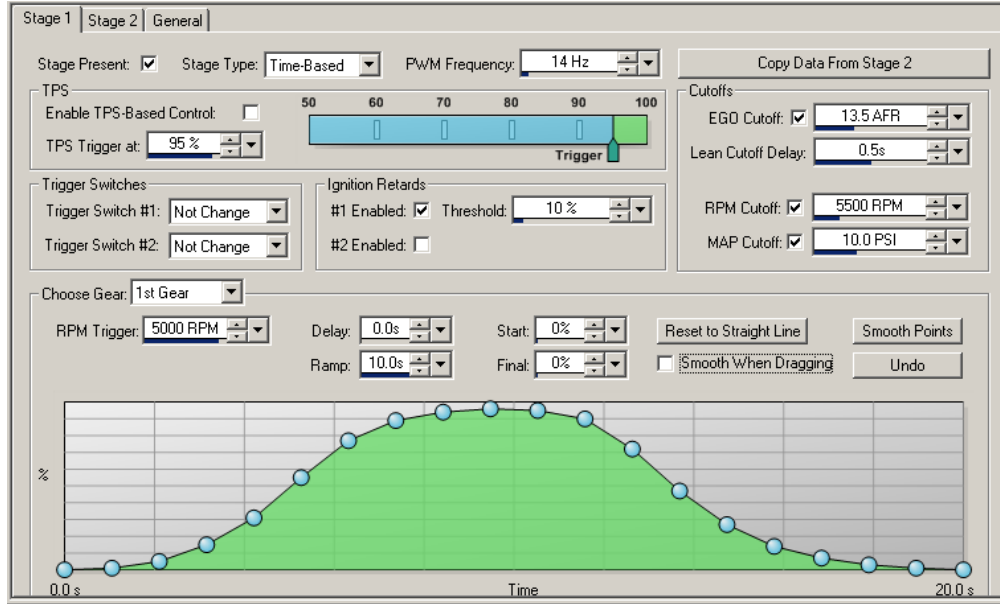 Stage 1 Stage 2 General
Stage Present: Stage Type: Time-Based PWM Frequency: 14 Hz Copy Data From Stage 2
TPS
Enable TPS-Based Control:
TPS Trigger at: 95 %
50 60 70 80 90 100
Trigger
Cutoffs
EGO Cutoff: 13.5 AFR
Lean Cutoff Delay: 0.5s
RPM Cutoff: 5500 RPM
MAP Cutoff: 10.0 PSI
Trigger Switches
Trigger Switch #1: Not Change
Trigger Switch #2: Not Change
Ignition Retards
#1 Enabled: Threshold: 10 %
#2 Enabled:
Choose Gear: 1st Gear
RPM Trigger: 5000 RPM Delay: 0.0s Start: 0% Reset to Straight Line Smooth Points
Ramp: 10.0s Final: 0% Smooth When Dragging Undo
%
0.0 s Time 20.0 s